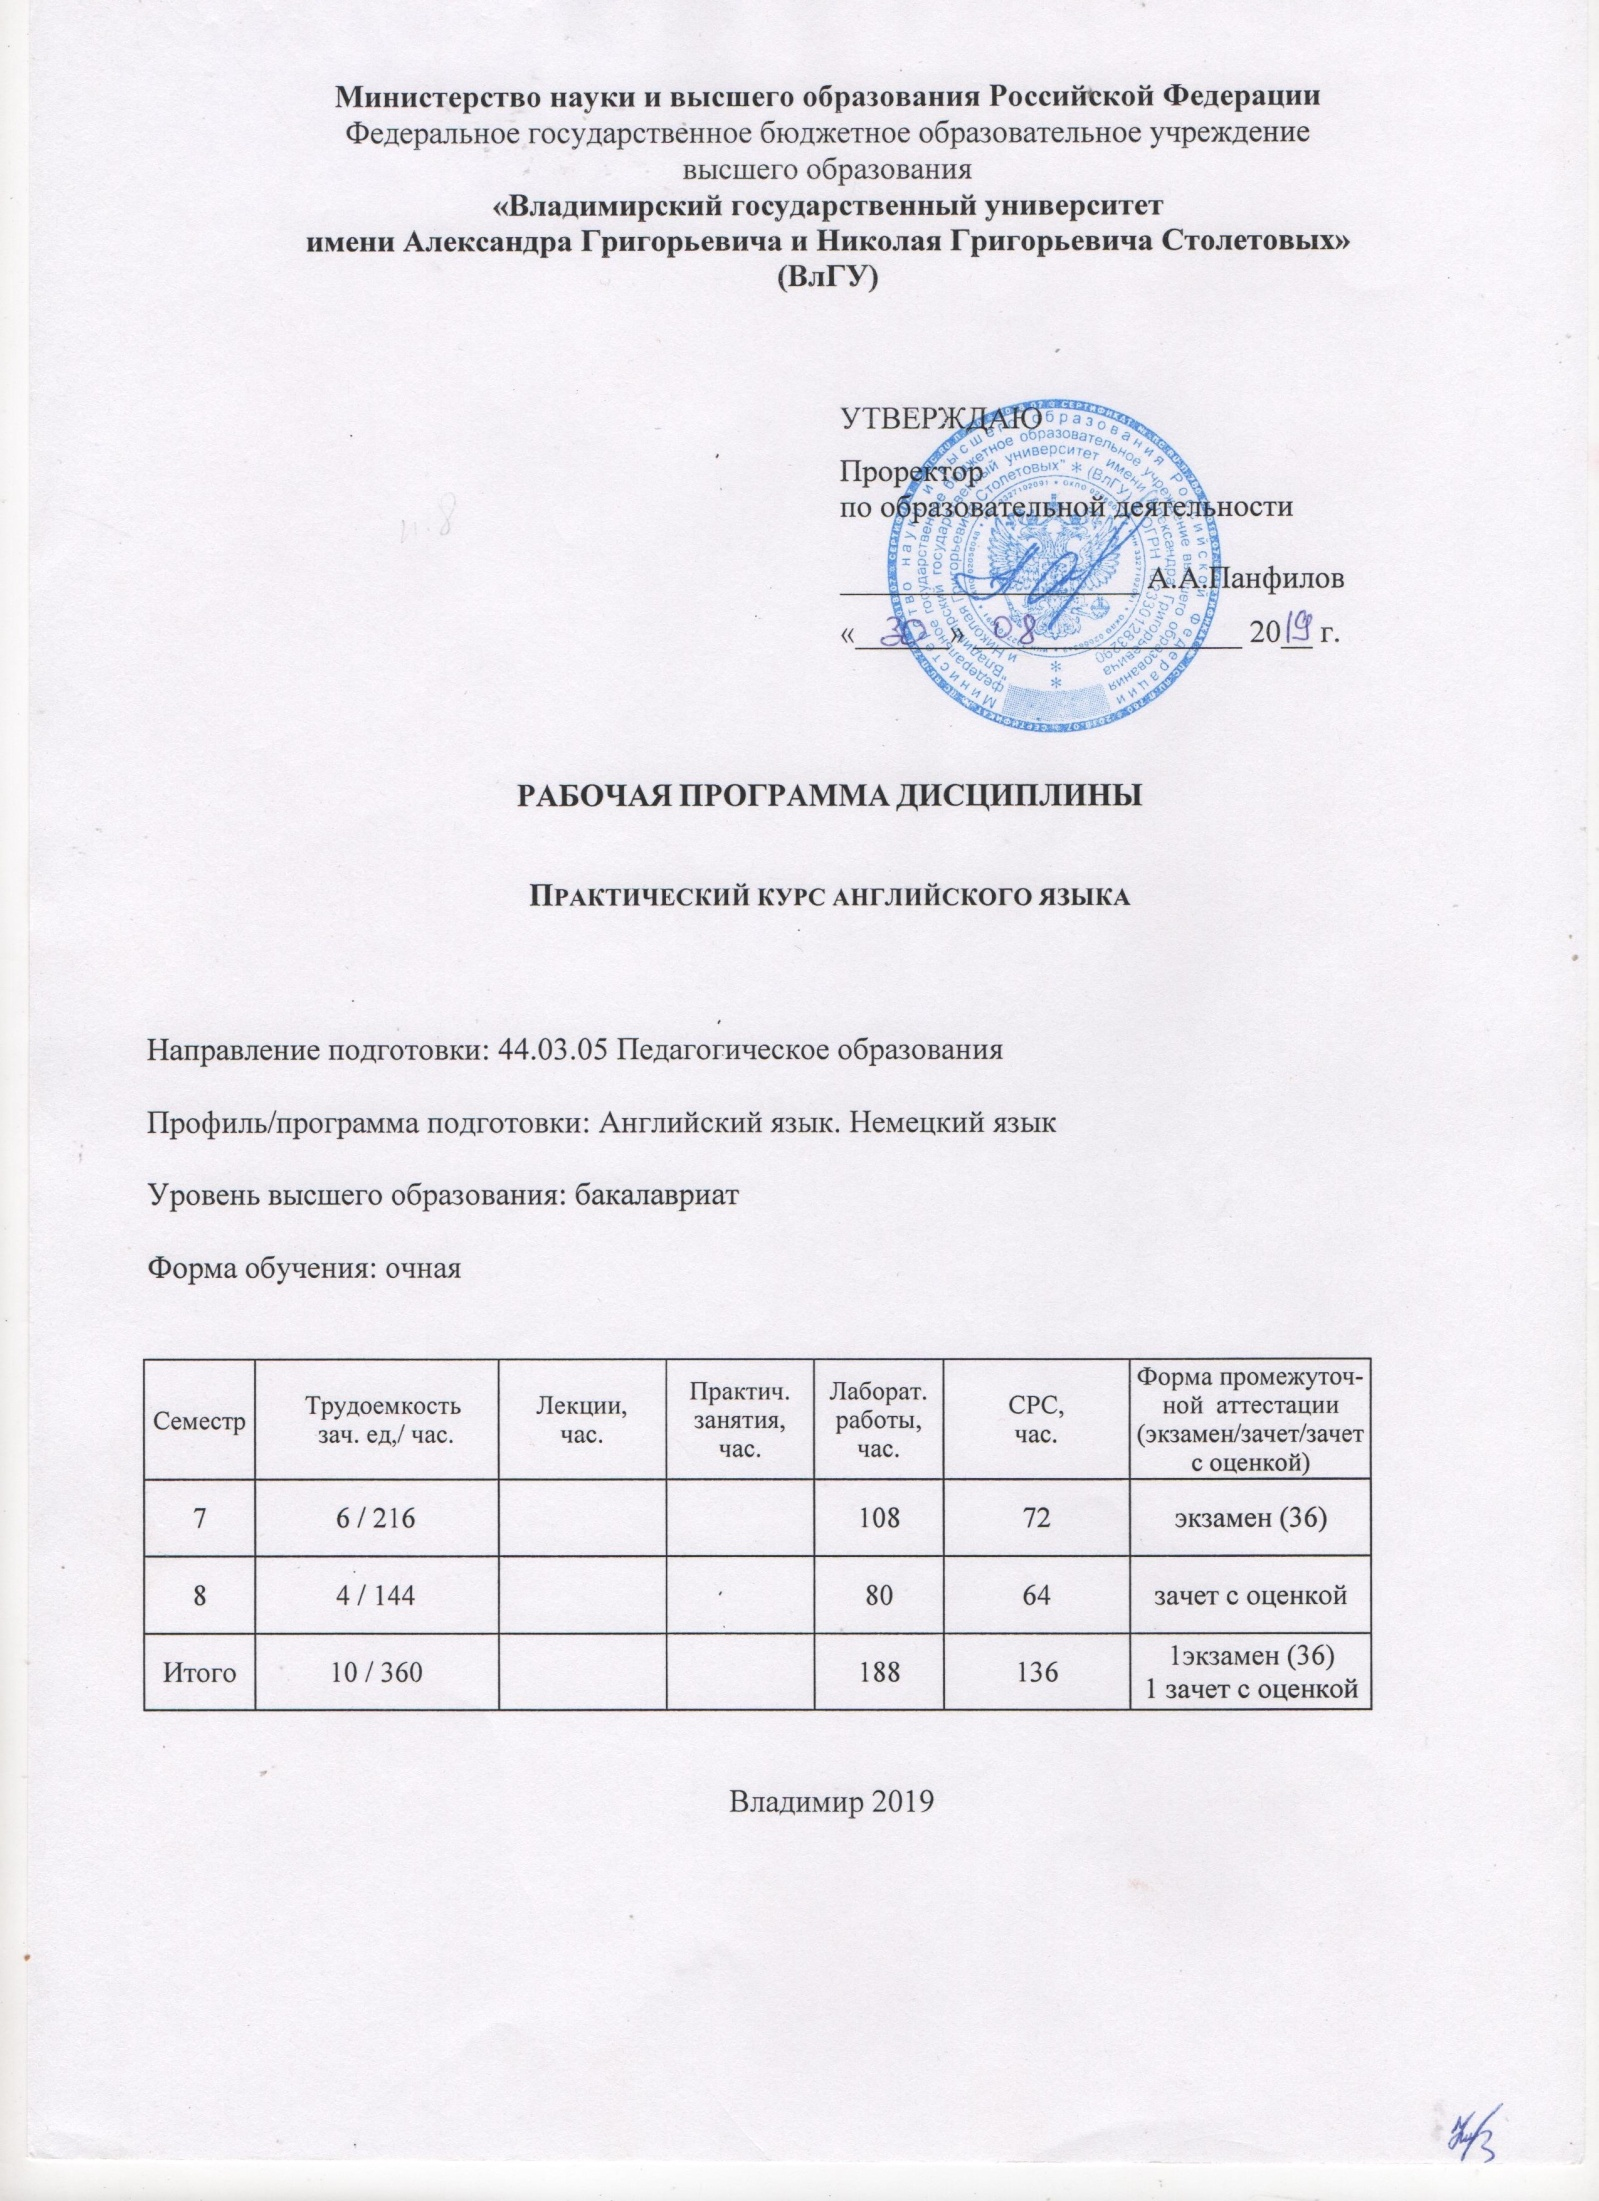 Министерство науки и высшего образования Российской Федерации
Федеральное государственное бюджетное образовательное учреждение
высшего образования
«Владимирский государственный университет
имени Александра Григорьевича и Николая Григорьевича Столетовых»
(ВлГУ)
УТВЕРЖДАЮ
Проректор
по образовательной деятельности
А.А.Панфилов
«30» 08 2019 г.
н.8
РАБОЧАЯ ПРОГРАММА ДИСЦИПЛИНЫ
ПРАКТИЧЕСКИЙ КУРС АНГЛИЙСКОГО ЯЗЫКА
Направление подготовки: 44.03.05 Педагогическое образования
Профиль/программа подготовки: Английский язык. Немецкий язык
Уровень высшего образования: бакалавриат
Форма обучения: очная
Семестр
Трудоемкость
зач. ед,/ час.
Лекции,
час.
Практич.
занятия,
час.
Лаборат.
работы,
час.
СРС,
час.
Форма промежуточ-
ной аттестации
(экзамен/зачет/зачет
с оценкой)
7 6 / 216 108 72 экзамен (36)
8 4 / 144 80 64 зачет с оценкой
Итого 10 / 360 188 136 1экзамен (36)
1 зачет с оценкой
Владимир 2019